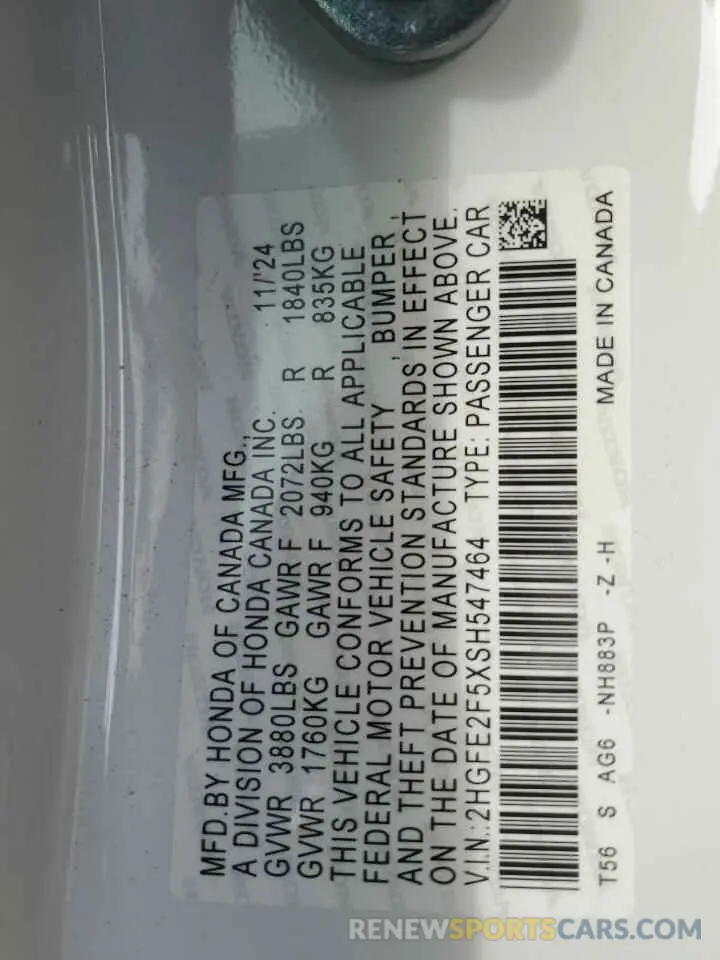 MFD.BY HONDA OF CANADA MFG.,
A DIVISION OF HONDA CANADA INC. 11/'24
GVWR 3880LBS GAWR F 2072LBS. R 1840LBS
GVWR 1760KG GAWR F 940KG R 835KG
THIS VEHICLE CONFORMS TO ALL APPLICABLE
FEDERAL MOTOR VEHICLE SAFETY , BUMPER ,
AND THEFT PREVENTION STANDARDS IN EFFECT
ON THE DATE OF MANUFACTURE SHOWN ABOVE.
V.I.N.:2HGFE2F5XSH547464 TYPE: PASSENGER CAR
T56 S AG6 -NH883P -Z -H MADE IN CANADA
RENEWSPORTSCARS.COM